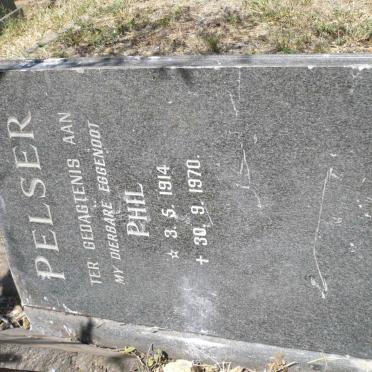 PELSER
TER GEDAGTENIS AAN
MY DIERBARE EGGENOOT
PHIL
☆ 3. 5. 1914
+ 30. 9. 1970.